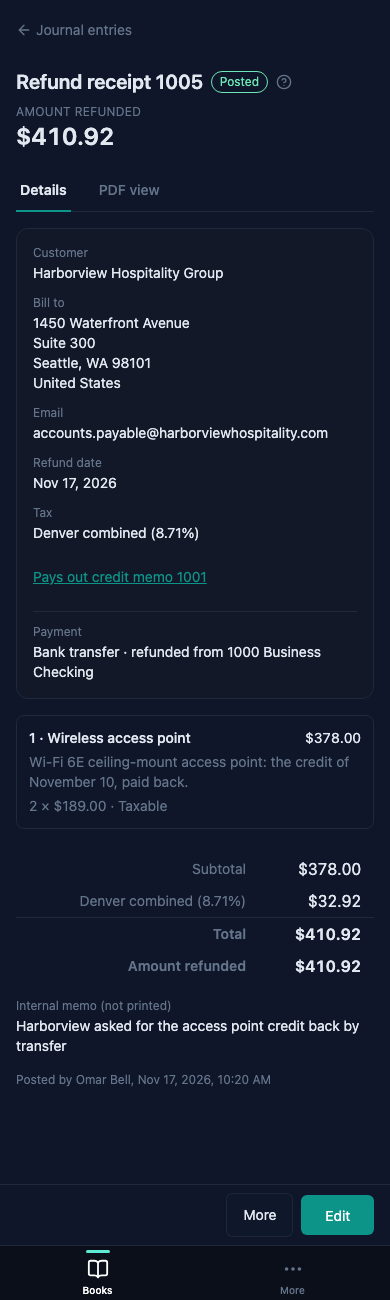 Journal entries
Refund receipt 1005 Posted
AMOUNT REFUNDED
$410.92
Details PDF view
Customer
Harborview Hospitality Group
Bill to
1450 Waterfront Avenue
Suite 300
Seattle, WA 98101
United States
Email
accounts.payable@harborviewhospitality.com
Refund date
Nov 17, 2026
Tax
Denver combined (8.71%)
Pays out credit memo 1001
Payment
Bank transfer · refunded from 1000 Business
Checking
1 · Wireless access point $378.00
Wi-Fi 6E ceiling-mount access point: the credit of
November 10, paid back.
2 × $189.00 · Taxable
Subtotal $378.00
Denver combined (8.71%) $32.92
Total $410.92
Amount refunded $410.92
Internal memo (not printed)
Harborview asked for the access point credit back by
transfer
Posted by Omar Bell, Nov 17, 2026, 10:20 AM
More Edit
Books More